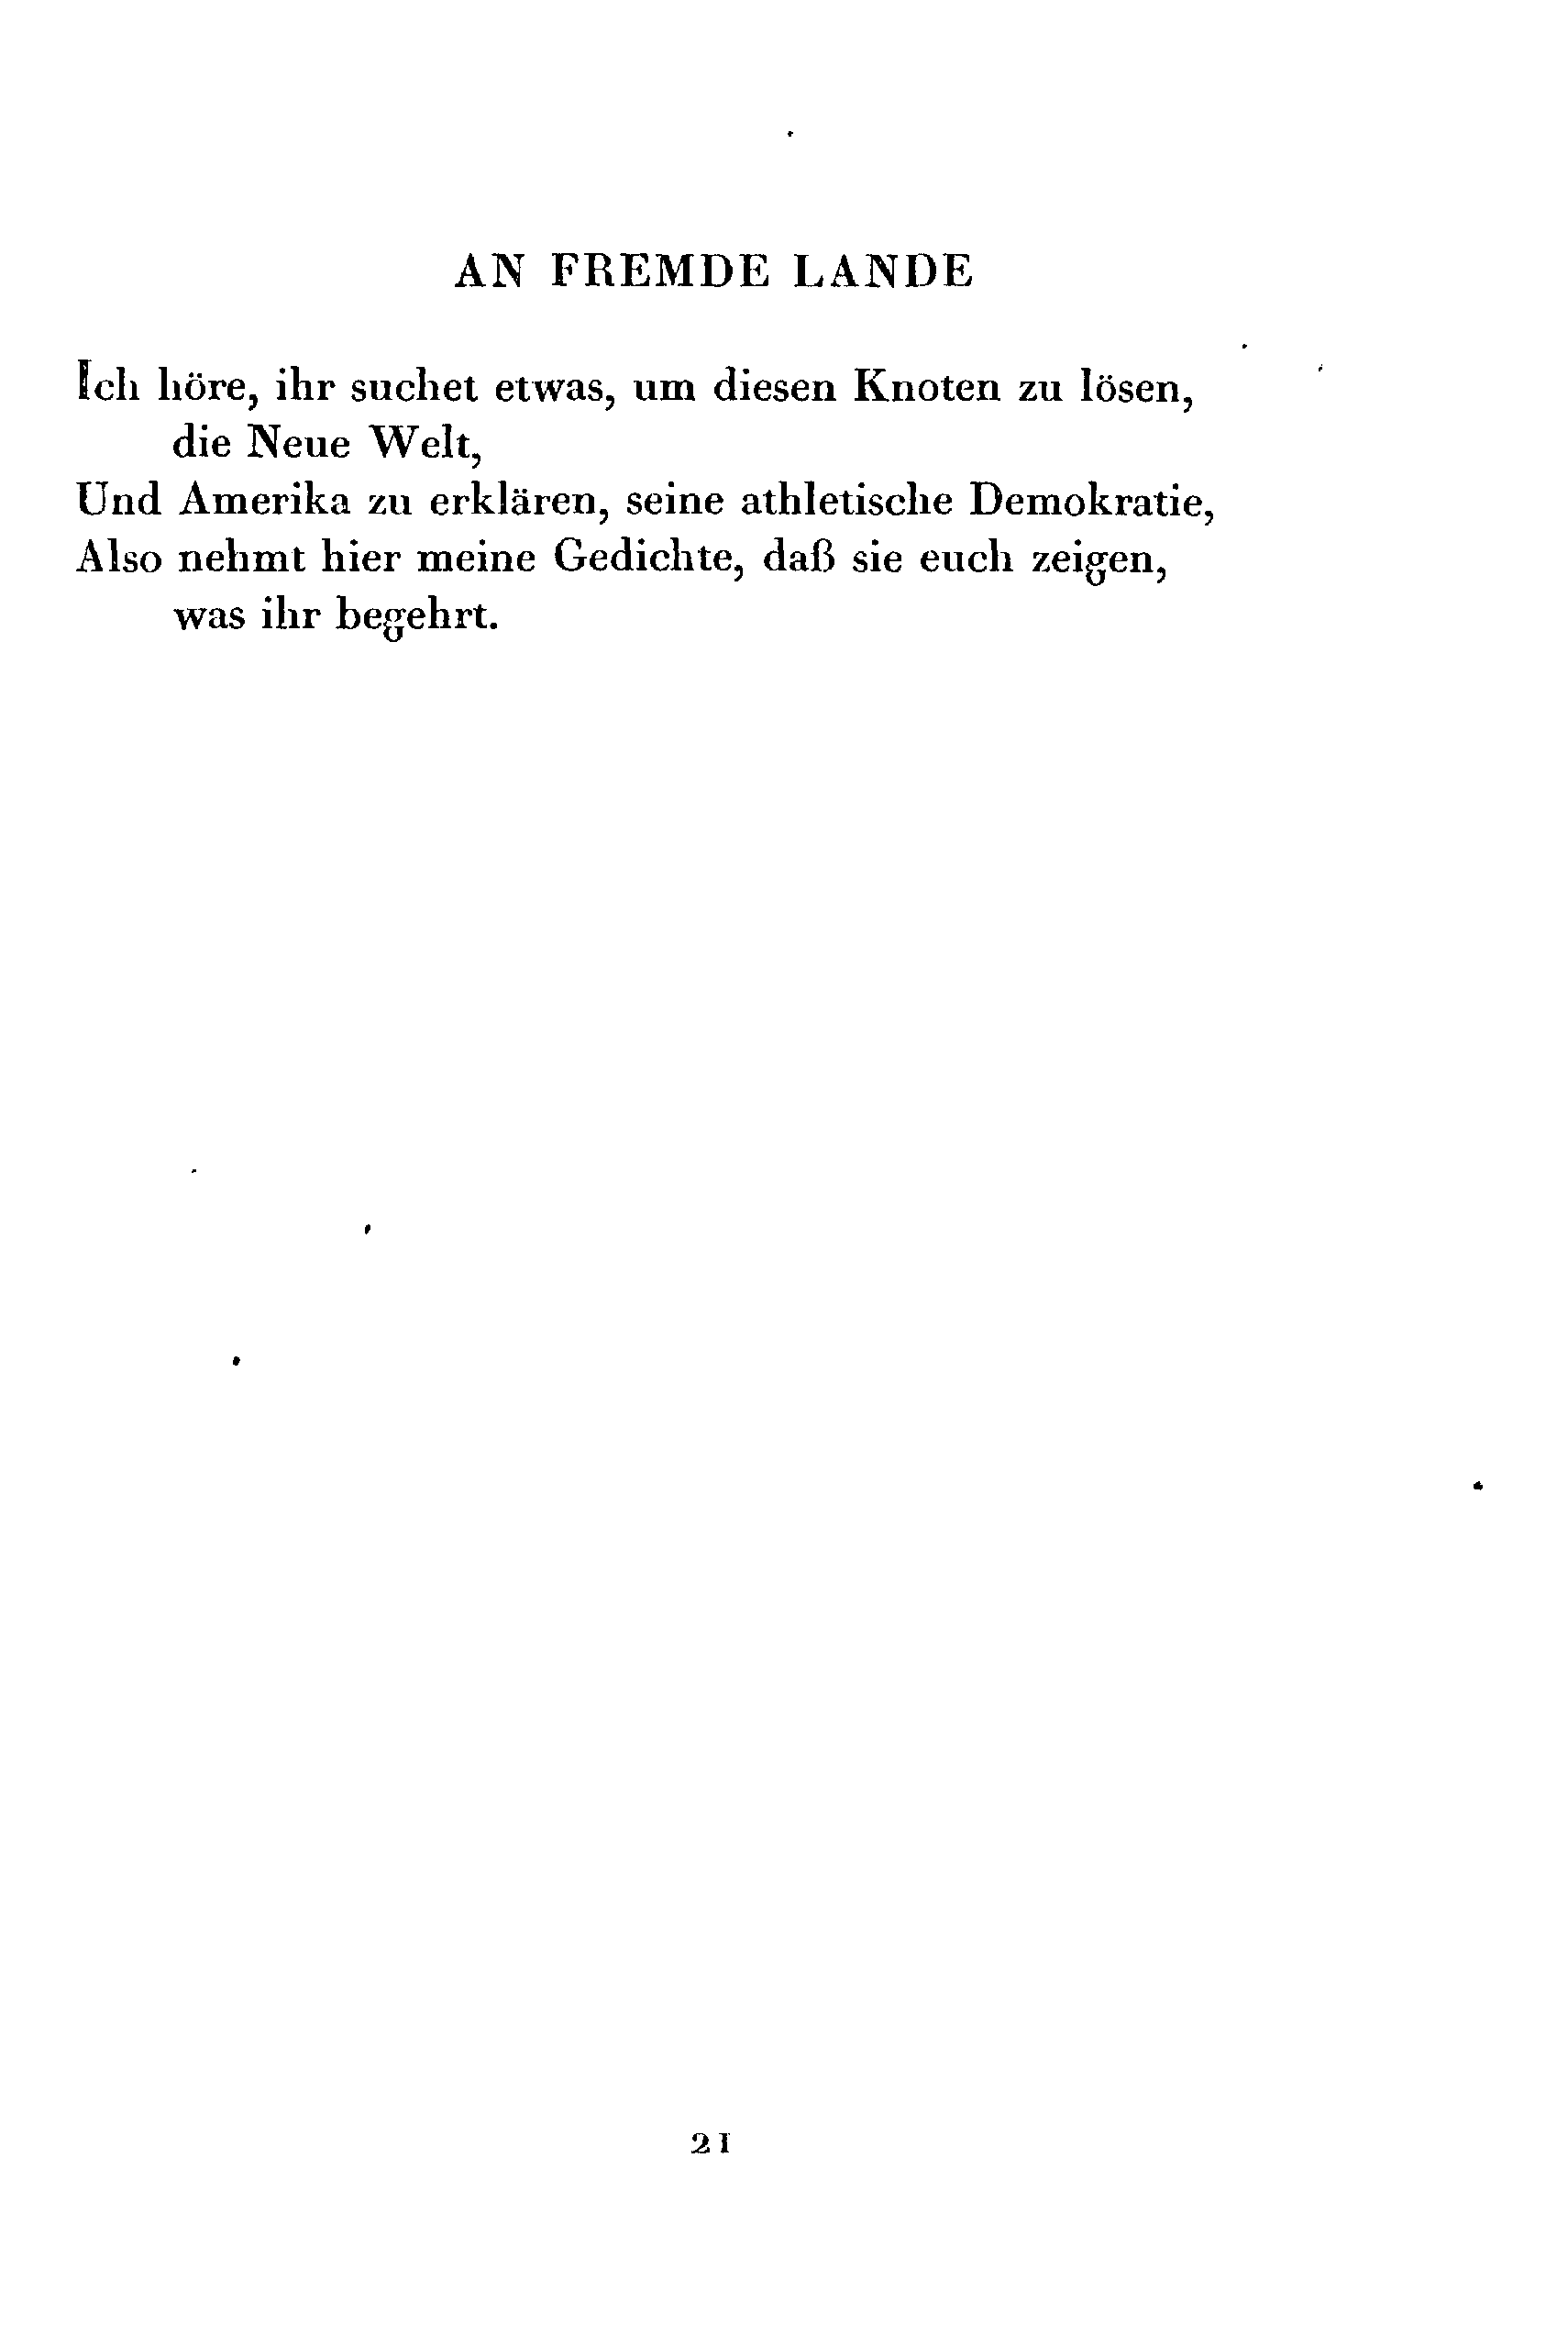 AN FREMDE LANDE
Ich höre, ihr suchet etwas, um diesen Knoten zu lösen,
die Neue Welt,
Und Amerika zu erklären, seine athletische Demokratie,
Also nehmt hier meine Gedichte, daß sie euch zeigen,
was ihr begehrt.
21